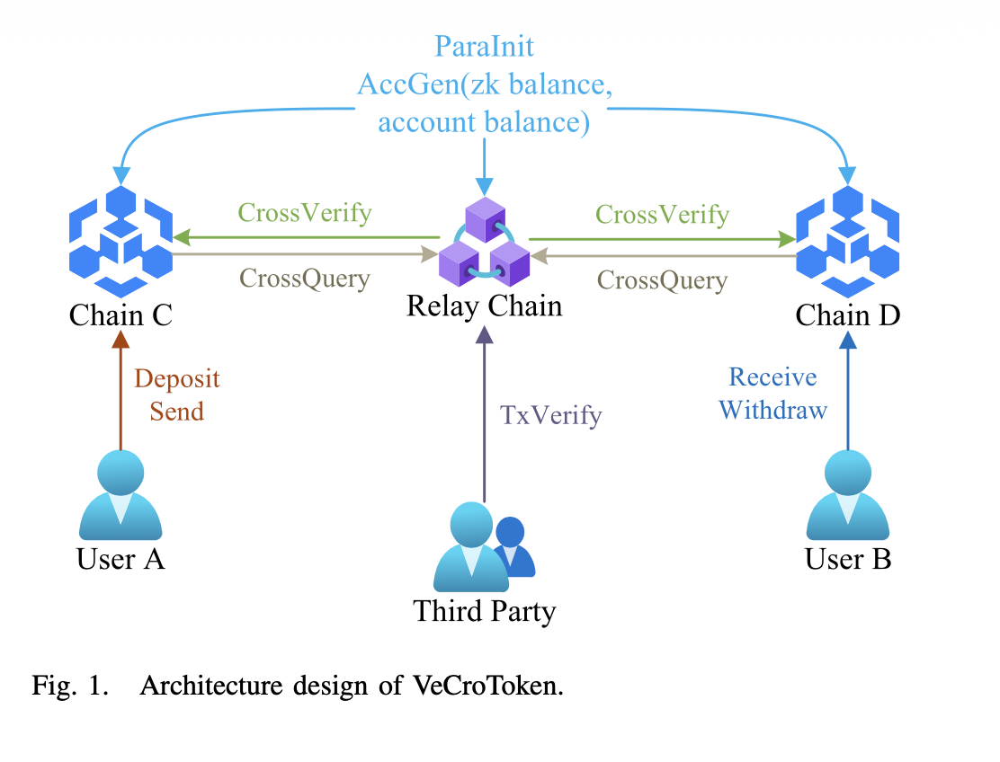 ParaInit
AccGen(zk balance,
account balance)
CrossVerify
CrossVerify
CrossQuery
CrossQuery
Chain C
Relay Chain
Chain D
Deposit
Send
TxVerify
Receive
Withdraw
User A
Third Party
User B
Fig. 1. Architecture design of VeCroToken.